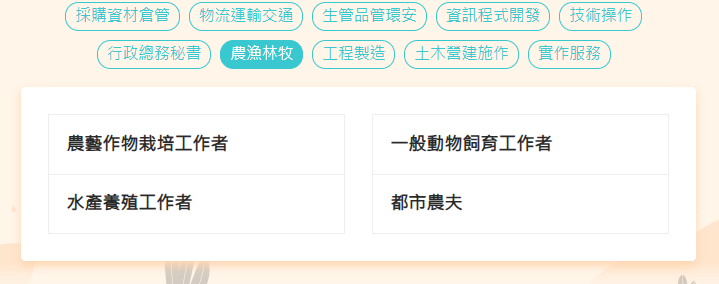 採購資材倉管 物流運輸交通 生管品管環安 資訊程式開發 技術操作
行政總務秘書 農漁林牧 工程製造 土木營建施作 實作服務
農藝作物栽培工作者 一般動物飼育工作者
水產養殖工作者 都市農夫